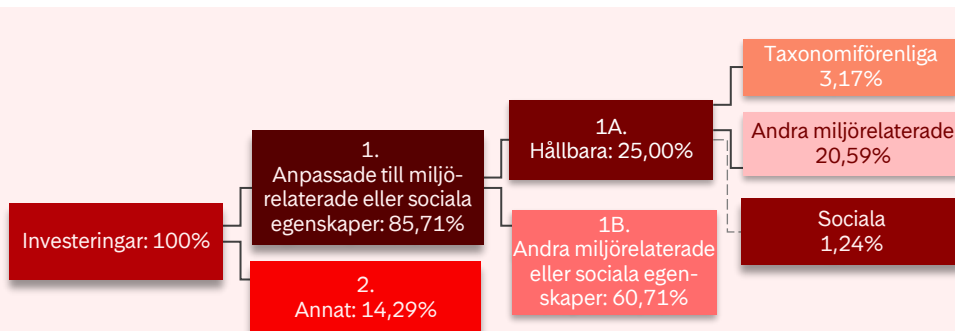 Investeringar: 100%
1.
Anpassade till miljö-
relaterade eller sociala
egenskaper: 85,71%
2.
Annat: 14,29%
1A.
Hållbara: 25,00%
1B.
Andra miljörelaterade
eller sociala egen-
skaper: 60,71%
Taxonomiförenliga
3,17%
Andra miljörelaterade
20,59%
Sociala
1,24%